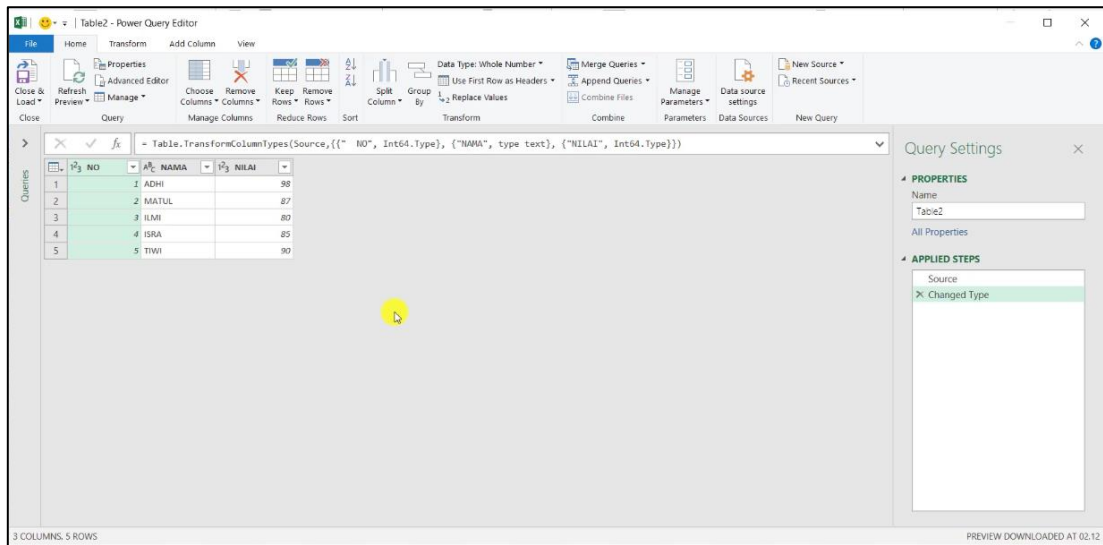 Table2 - Power Query Editor
File Home Transform Add Column View
Close & Load
Close
Refresh Preview
Properties
Advanced Editor
Manage
Query
Choose Columns
Remove Columns
Manage Columns
Keep Rows
Remove Rows
Reduce Rows
Sort
Split Column
Group By
Data Type: Whole Number
Use First Row as Headers
Replace Values
Transform
Merge Queries
Append Queries
Combine Files
Combine
Manage Parameters
Parameters
Data source settings
Data Sources
New Source
Recent Sources
New Query
fx = Table.TransformColumnTypes(Source,{{"  NO", Int64.Type}, {"NAMA", type text}, {"NILAI", Int64.Type}})
Queries
NO NAMA NILAI
1 1 ADHI 98
2 2 MATUL 87
3 3 ILMI 80
4 4 ISRA 85
5 5 TIWI 90
Query Settings
PROPERTIES
Name
Table2
All Properties
APPLIED STEPS
Source
Changed Type
3 COLUMNS, 5 ROWS
PREVIEW DOWNLOADED AT 02.12